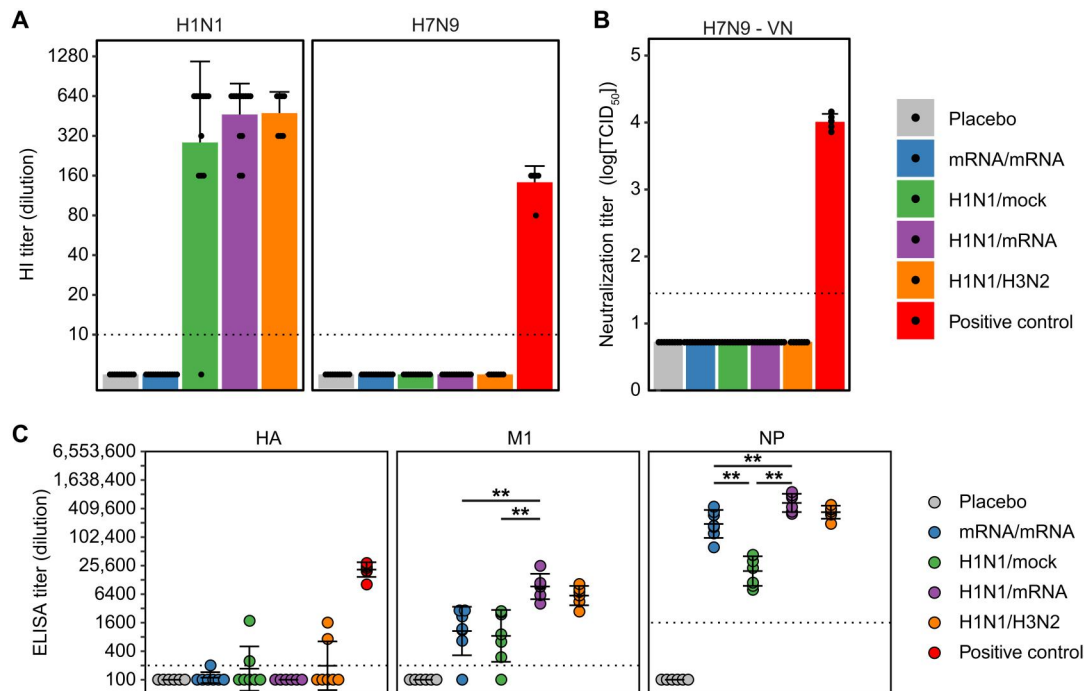 A
H1N1
H7N9
HI titer (dilution)
1280
640
320
160
80
40
20
10
B
H7N9 - VN
Neutralization titer (log[TCID50])
5
4
3
2
1
0
Placebo
mRNA/mRNA
H1N1/mock
H1N1/mRNA
H1N1/H3N2
Positive control
C
HA
M1
NP
ELISA titer (dilution)
6,553,600
1,638,400
409,600
102,400
25,600
6400
1600
400
100
**
**
**
**
**
Placebo
mRNA/mRNA
H1N1/mock
H1N1/mRNA
H1N1/H3N2
Positive control